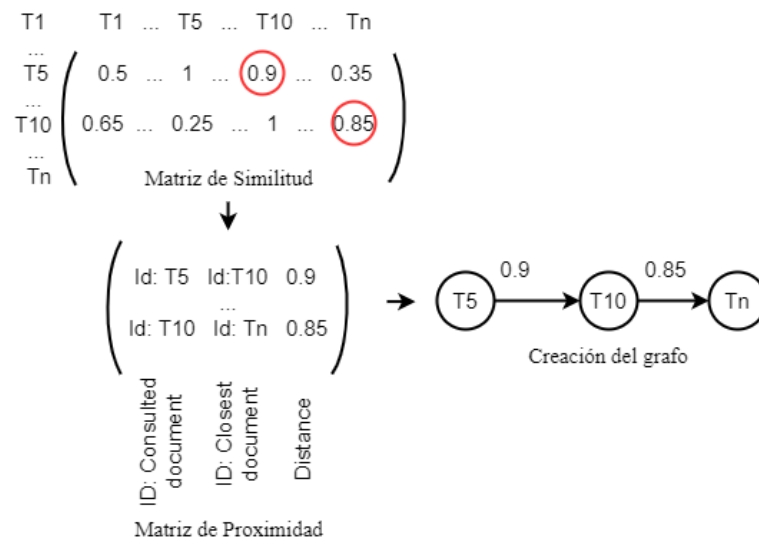 T1 T1 ... T5 ... T10 ... Tn
...
T5 0.5 ... 1 ... 0.9 ... 0.35
...
T10 0.65 ... 0.25 ... 1 ... 0.85
...
Tn
Matriz de Similitud
Id: T5 Id:T10 0.9
...
Id: T10 Id: Tn 0.85
ID: Consulted
document
ID: Closest
document
Distance
Matriz de Proximidad
0.9 0.85
T5 T10 Tn
Creación del grafo